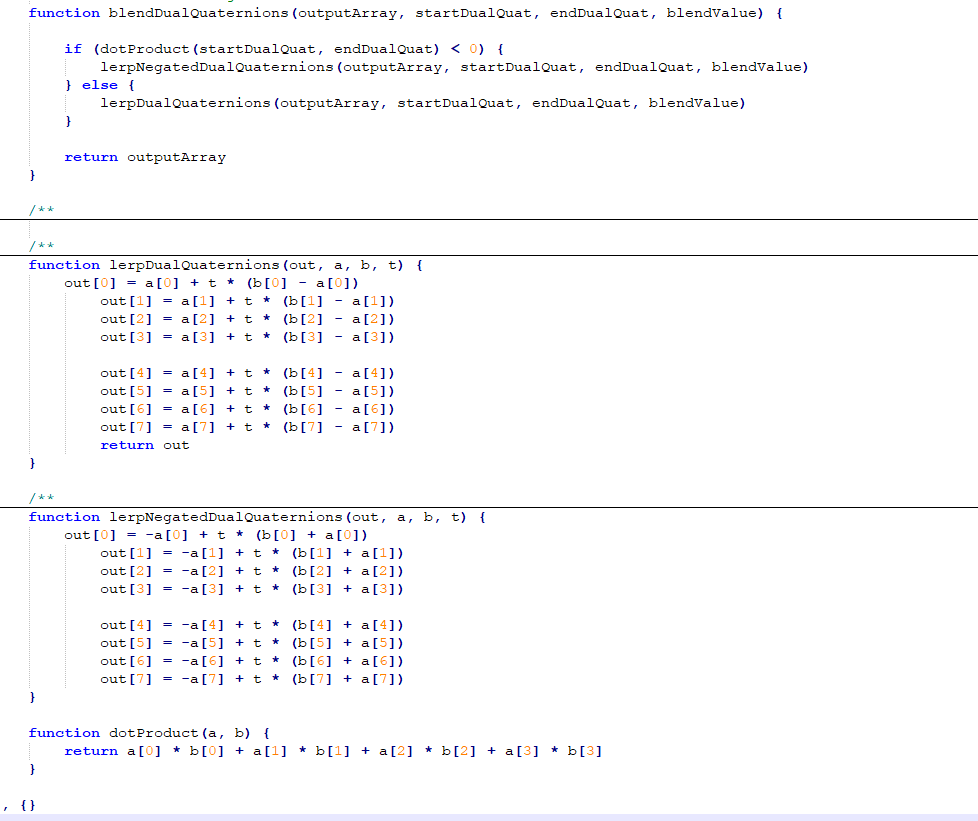 function blendDualQuaternions(outputArray, startDualQuat, endDualQuat, blendValue) {
if (dotProduct(startDualQuat, endDualQuat) < 0) {
lerpNegatedDualQuaternions(outputArray, startDualQuat, endDualQuat, blendValue)
} else {
lerpDualQuaternions(outputArray, startDualQuat, endDualQuat, blendValue)
}
return outputArray
}
/**
/**
function lerpDualQuaternions(out, a, b, t) {
out[0] = a[0] + t * (b[0] - a[0])
out[1] = a[1] + t * (b[1] - a[1])
out[2] = a[2] + t * (b[2] - a[2])
out[3] = a[3] + t * (b[3] - a[3])
out[4] = a[4] + t * (b[4] - a[4])
out[5] = a[5] + t * (b[5] - a[5])
out[6] = a[6] + t * (b[6] - a[6])
out[7] = a[7] + t * (b[7] - a[7])
return out
}
/**
function lerpNegatedDualQuaternions(out, a, b, t) {
out[0] = -a[0] + t * (b[0] + a[0])
out[1] = -a[1] + t * (b[1] + a[1])
out[2] = -a[2] + t * (b[2] + a[2])
out[3] = -a[3] + t * (b[3] + a[3])
out[4] = -a[4] + t * (b[4] + a[4])
out[5] = -a[5] + t * (b[5] + a[5])
out[6] = -a[6] + t * (b[6] + a[6])
out[7] = -a[7] + t * (b[7] + a[7])
}
function dotProduct(a, b) {
return a[0] * b[0] + a[1] * b[1] + a[2] * b[2] + a[3] * b[3]
}
, {}